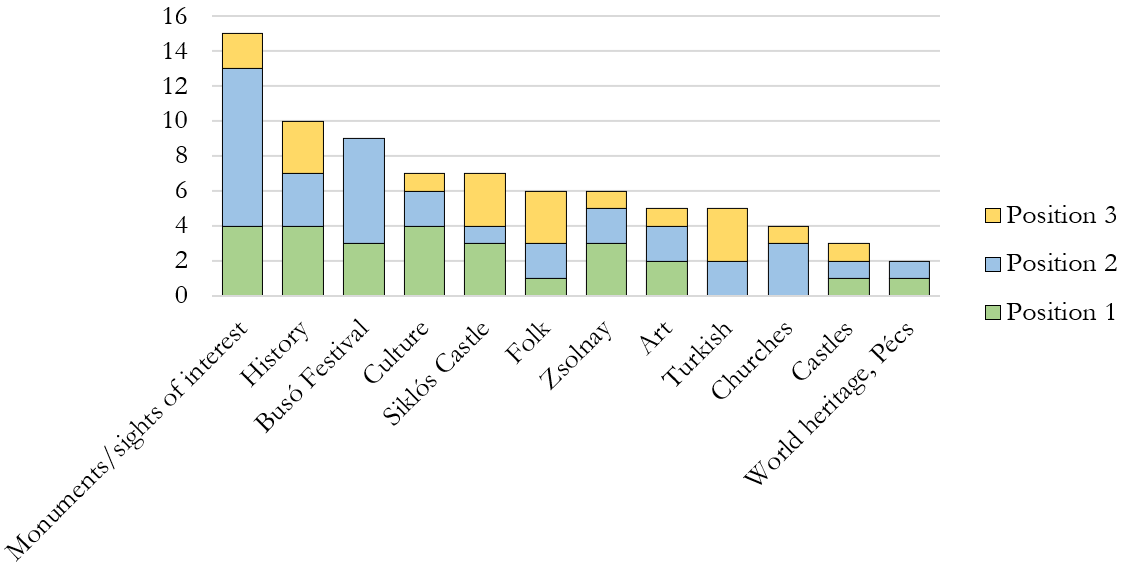 16
14
12
10
8
6
4
2
0
Monuments/sights of interest
History
Busó Festival
Culture
Siklós Castle
Folk
Zsolnay
Art
Turkish
Churches
Castles
World heritage, Pécs
Position 3
Position 2
Position 1